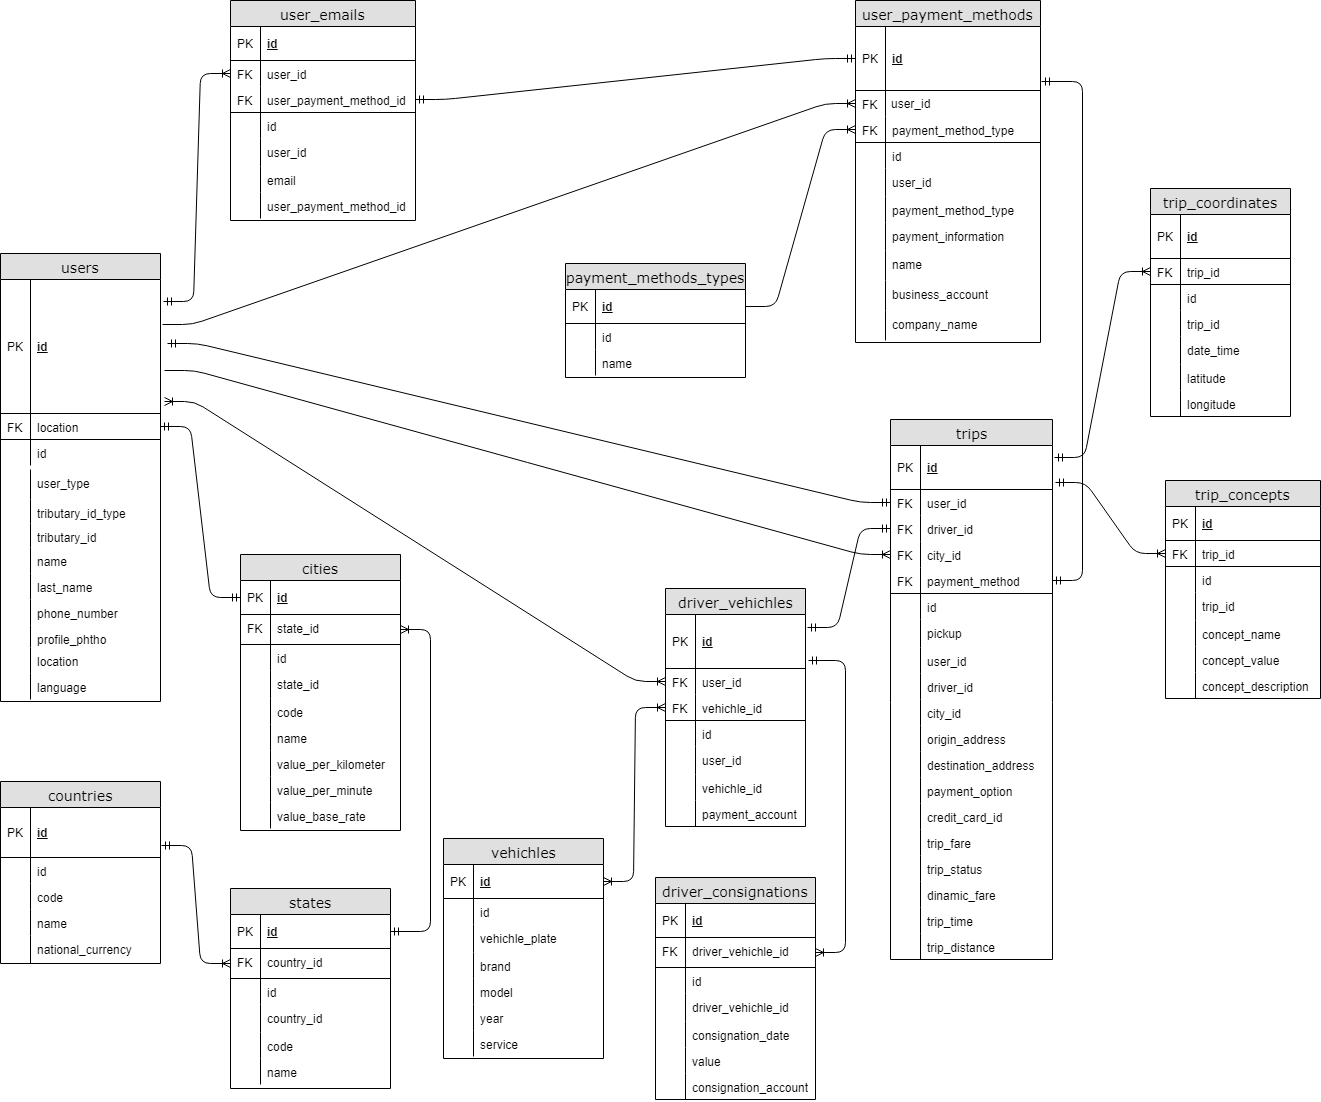 user_emails
PK id
FK user_id
FK user_payment_method_id
id
user_id
email
user_payment_method_id
user_payment_methods
PK id
FK user_id
FK payment_method_type
id
user_id
payment_method_type
payment_information
name
business_account
company_name
trip_coordinates
PK id
FK trip_id
id
trip_id
date_time
latitude
longitude
users
PK id
FK location
id
user_type
tributary_id_type
tributary_id
name
last_name
phone_number
profile_phtho
location
language
payment_methods_types
PK id
id
name
trips
PK id
FK user_id
FK driver_id
FK city_id
FK payment_method
id
pickup
user_id
driver_id
city_id
origin_address
destination_address
payment_option
credit_card_id
trip_fare
trip_status
dinamic_fare
trip_time
trip_distance
trip_concepts
PK id
FK trip_id
id
trip_id
concept_name
concept_value
concept_description
cities
PK id
FK state_id
id
state_id
code
name
value_per_kilometer
value_per_minute
value_base_rate
driver_vehichles
PK id
FK user_id
FK vehichle_id
id
user_id
vehichle_id
payment_account
countries
PK id
id
code
name
national_currency
states
PK id
FK country_id
id
country_id
code
name
vehichles
PK id
id
vehichle_plate
brand
model
year
service
driver_consignations
PK id
FK driver_vehichle_id
id
driver_vehichle_id
consignation_date
value
consignation_account